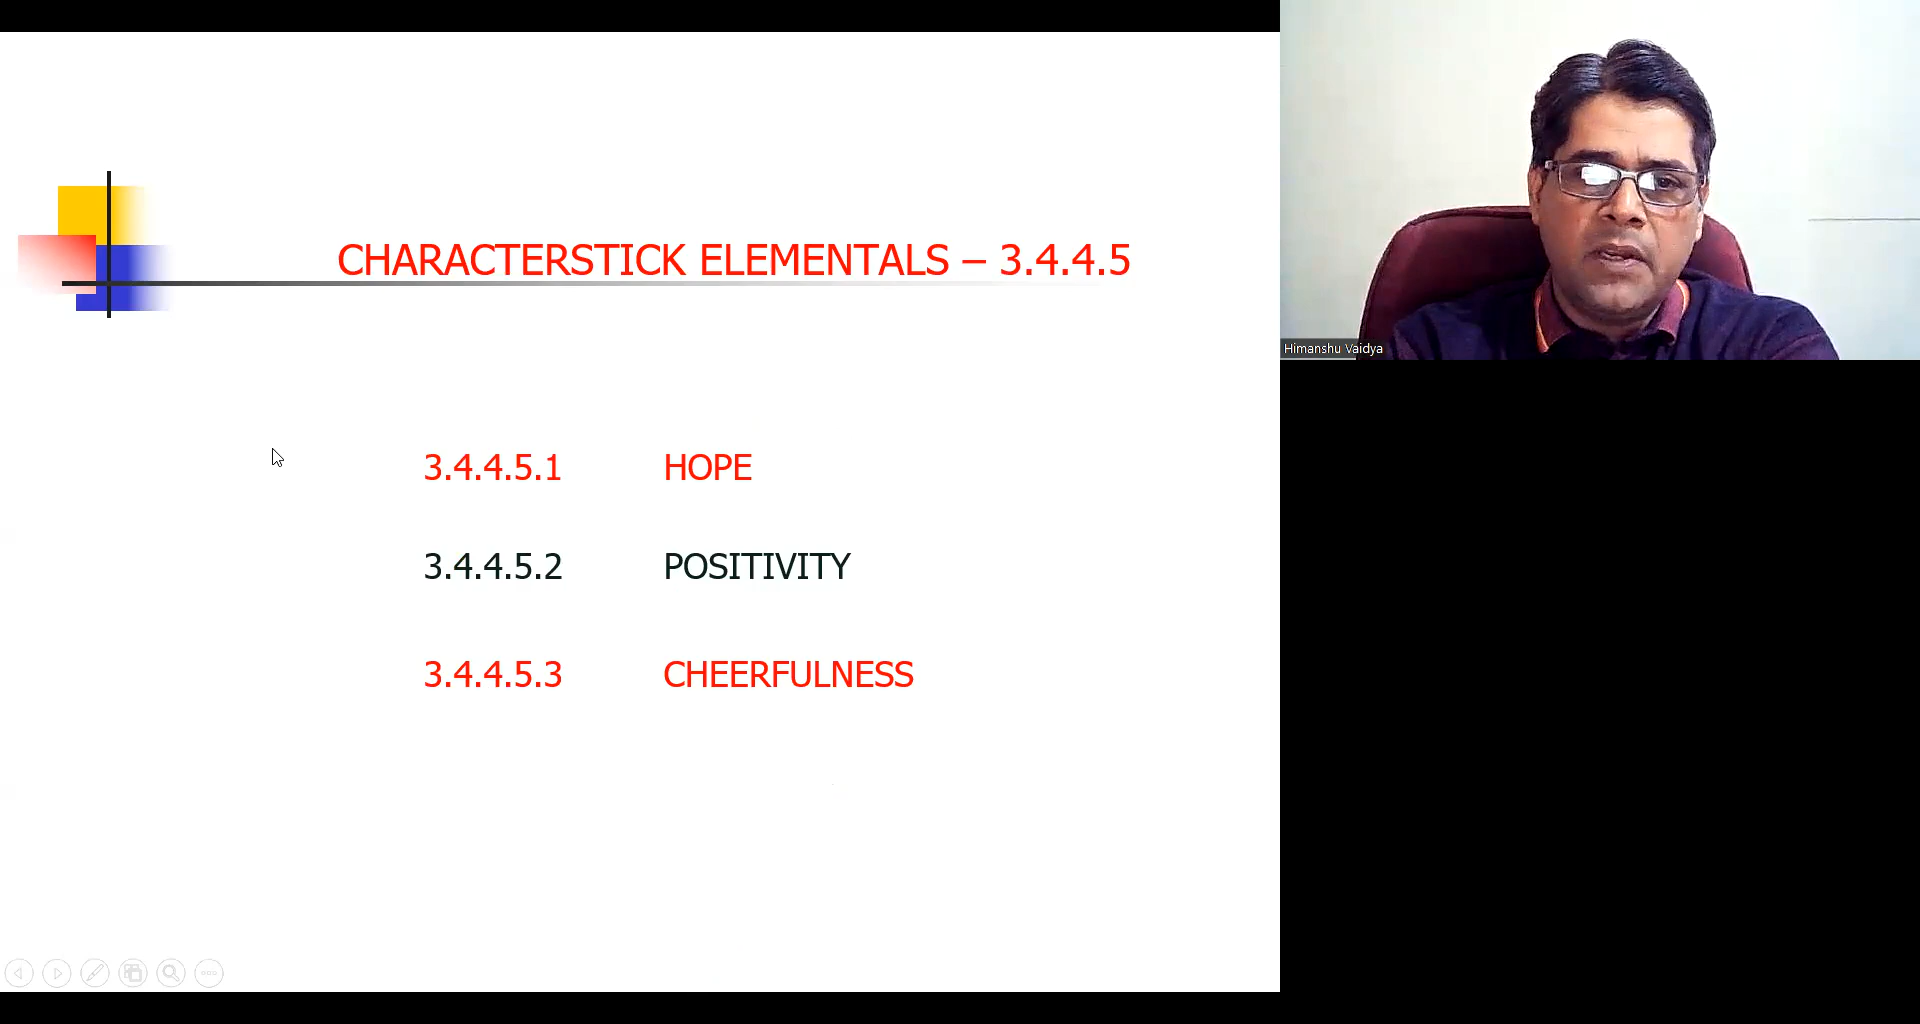 CHARACTERSTICK ELEMENTALS – 3.4.4.5
3.4.4.5.1 HOPE
3.4.4.5.2 POSITIVITY
3.4.4.5.3 CHEERFULNESS
Himanshu Vaidya